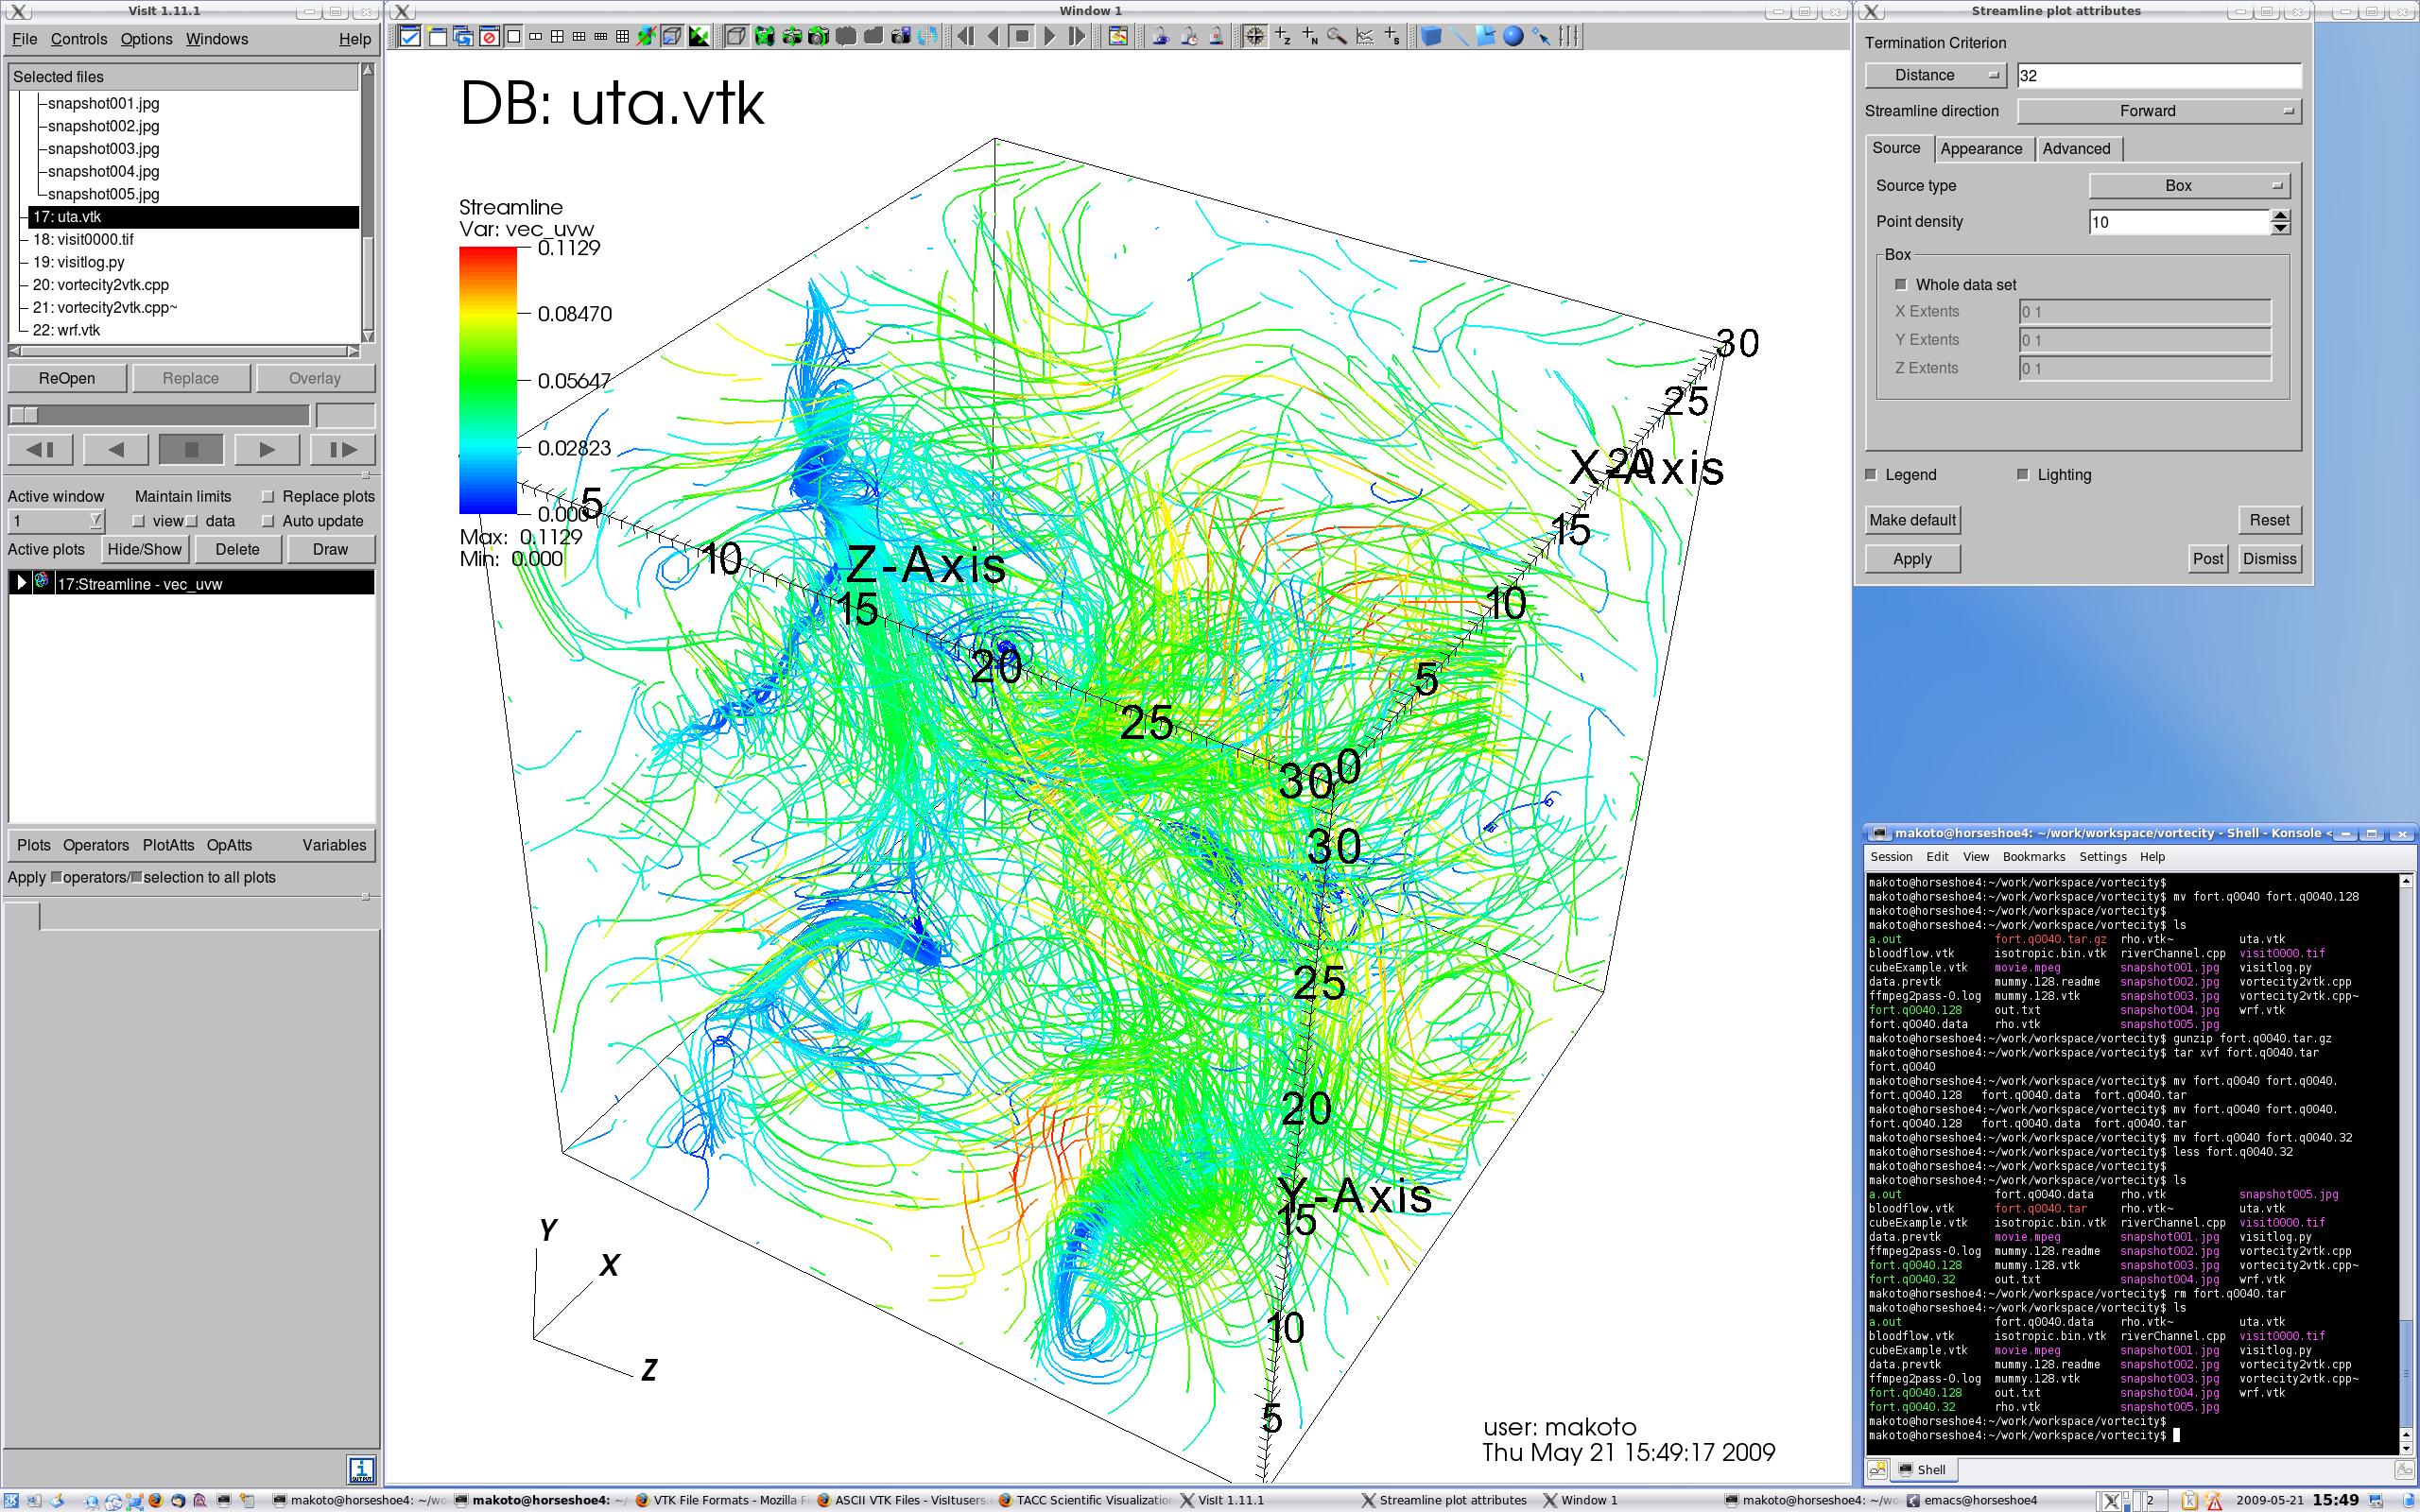 VisIt 1.11.1
File Controls Options Windows Help
Selected files
snapshot001.jpg
snapshot002.jpg
snapshot003.jpg
snapshot004.jpg
snapshot005.jpg
17: uta.vtk
18: visit0000.tif
19: visitlog.py
20: vortecity2vtk.cpp
21: vortecity2vtk.cpp~
22: wrf.vtk
ReOpen Replace Overlay
Active window Maintain limits Replace plots
1 view data Auto update
Active plots Hide/Show Delete Draw
17:Streamline - vec_uvw
Plots Operators PlotAtts OpAtts Variables
Apply operators/ selection to all plots
Window 1
DB: uta.vtk
Streamline
Var: vec_uvw
0.1129
0.08470
0.05647
0.02823
0.000
Max: 0.1129
Min: 0.000
5
10
Z-Axis
15
20
25
30
30
25
20
X-Axis
15
10
5
0
30
25
20
Y-Axis
15
10
5
Y
X
Z
user: makoto
Thu May 21 15:49:17 2009
Streamline plot attributes
Termination Criterion
Distance 32
Streamline direction Forward
Source Appearance Advanced
Source type Box
Point density 10
Box
Whole data set
X Extents 0 1
Y Extents 0 1
Z Extents 0 1
Legend Lighting
Make default Reset
Apply Post Dismiss
makoto@horseshoe4: ~/work/workspace/vortecity - Shell - Konsole <
Session Edit View Bookmarks Settings Help
makoto@horseshoe4:~/work/workspace/vortecity$
makoto@horseshoe4:~/work/workspace/vortecity$ mv fort.q0040 fort.q0040.128
makoto@horseshoe4:~/work/workspace/vortecity$
makoto@horseshoe4:~/work/workspace/vortecity$ ls
a.out fort.q0040.tar.gz rho.vtk~ uta.vtk
bloodflow.vtk isotropic.bin.vtk riverChannel.cpp visit0000.tif
cubeExample.vtk movie.mpeg snapshot001.jpg visitlog.py
data.prevtk mummy.128.readme snapshot002.jpg vortecity2vtk.cpp
ffmpeg2pass-0.log mummy.128.vtk snapshot003.jpg vortecity2vtk.cpp~
fort.q0040.128 out.txt snapshot004.jpg wrf.vtk
fort.q0040.data rho.vtk snapshot005.jpg
makoto@horseshoe4:~/work/workspace/vortecity$ gunzip fort.q0040.tar.gz
makoto@horseshoe4:~/work/workspace/vortecity$ tar xvf fort.q0040.tar
fort.q0040
makoto@horseshoe4:~/work/workspace/vortecity$ mv fort.q0040 fort.q0040.
fort.q0040.128 fort.q0040.data fort.q0040.tar
makoto@horseshoe4:~/work/workspace/vortecity$ mv fort.q0040 fort.q0040.
fort.q0040.128 fort.q0040.data fort.q0040.tar
makoto@horseshoe4:~/work/workspace/vortecity$ mv fort.q0040 fort.q0040.32
makoto@horseshoe4:~/work/workspace/vortecity$ less fort.q0040.32
makoto@horseshoe4:~/work/workspace/vortecity$
makoto@horseshoe4:~/work/workspace/vortecity$ ls
a.out fort.q0040.data rho.vtk snapshot005.jpg
bloodflow.vtk fort.q0040.tar rho.vtk~ uta.vtk
cubeExample.vtk isotropic.bin.vtk riverChannel.cpp visit0000.tif
data.prevtk movie.mpeg snapshot001.jpg visitlog.py
ffmpeg2pass-0.log mummy.128.readme snapshot002.jpg vortecity2vtk.cpp
fort.q0040.128 mummy.128.vtk snapshot003.jpg vortecity2vtk.cpp~
fort.q0040.32 out.txt snapshot004.jpg wrf.vtk
makoto@horseshoe4:~/work/workspace/vortecity$ rm fort.q0040.tar
makoto@horseshoe4:~/work/workspace/vortecity$ ls
a.out fort.q0040.data rho.vtk~ uta.vtk
bloodflow.vtk isotropic.bin.vtk riverChannel.cpp visit0000.tif
cubeExample.vtk movie.mpeg snapshot001.jpg visitlog.py
data.prevtk mummy.128.readme snapshot002.jpg vortecity2vtk.cpp
ffmpeg2pass-0.log mummy.128.vtk snapshot003.jpg vortecity2vtk.cpp~
fort.q0040.128 out.txt snapshot004.jpg wrf.vtk
fort.q0040.32 rho.vtk snapshot005.jpg
makoto@horseshoe4:~/work/workspace/vortecity$
makoto@horseshoe4:~/work/workspace/vortecity$
Shell
makoto@horseshoe4: ~/wo makoto@horseshoe4: ~/ VTK File Formats - Mozilla F ASCII VTK Files - VisItusers. TACC Scientific Visualization VisIt 1.11.1 Streamline plot attributes Window 1 makoto@horseshoe4: ~/wo emacs@horseshoe4 2 2009-05-21 15:49